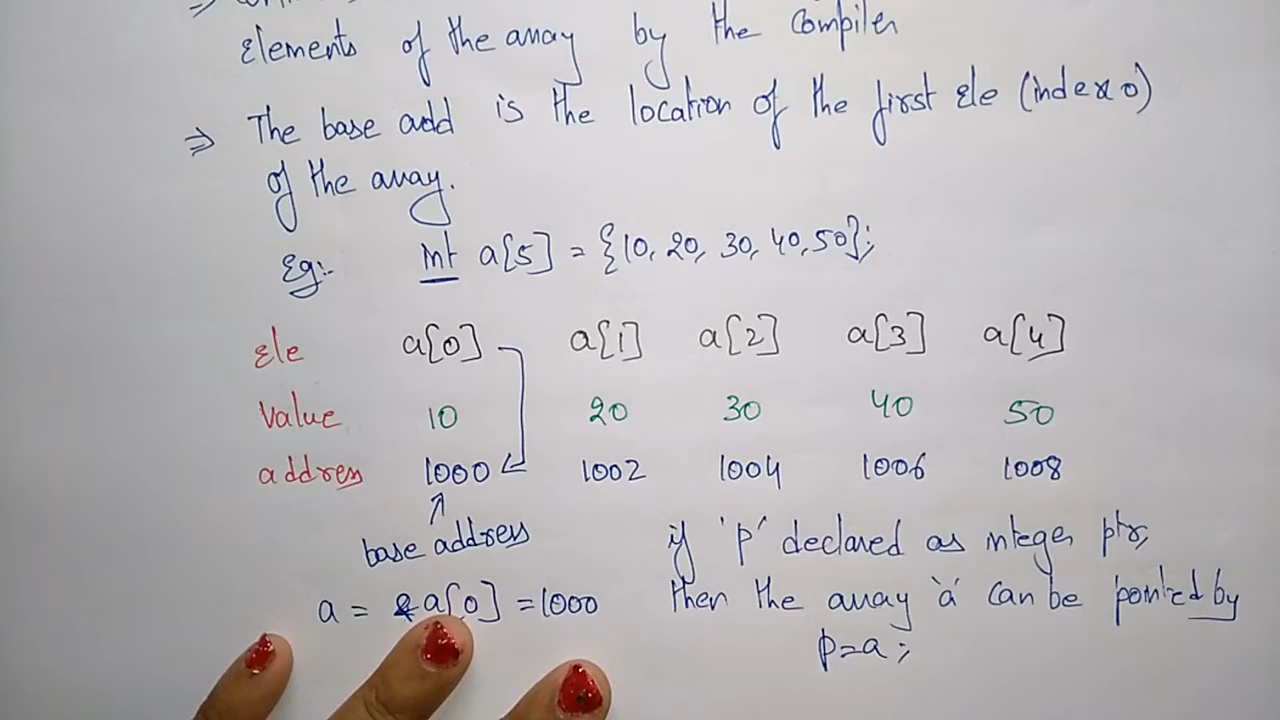 elements of the array by the compiler
⇒ The base add is the location of the first ele (index 0)
of the array.
Eg:- int a[5] = {10, 20, 30, 40, 50};
ele a[0] a[1] a[2] a[3] a[4]
value 10 20 30 40 50
address 1000 1002 1004 1006 1008
base address
a = &a[0] = 1000
if 'p' declared as integer ptr,
then the array 'a' can be pointed by
p=a;